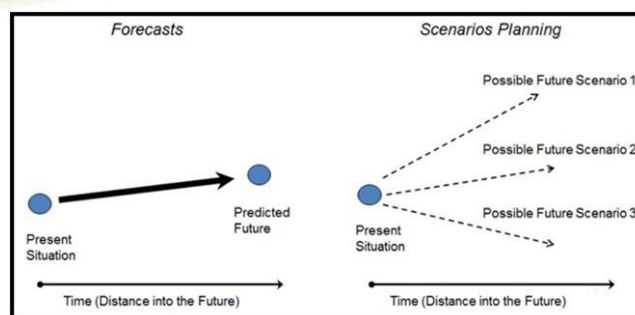 Forecasts
Present
Situation
Predicted
Future
Time (Distance into the Future)
Scenarios Planning
Possible Future Scenario 1
Possible Future Scenario 2
Possible Future Scenario 3
Present
Situation
Time (Distance into the Future)